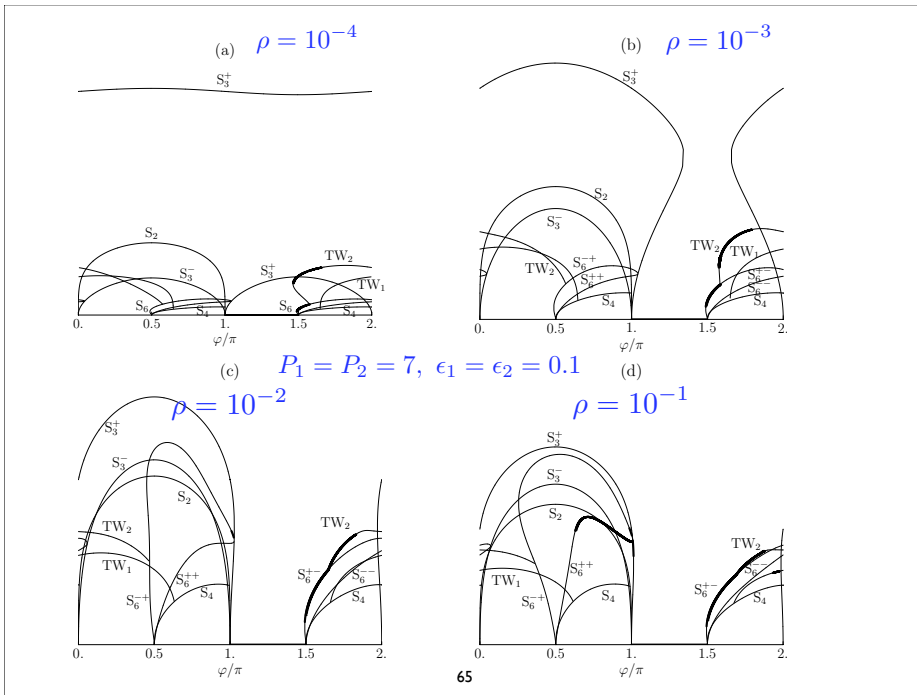 (a) ρ = 10⁻⁴
S₃⁺
S₂
S₃⁻
S₃⁺
TW₂
TW₁
S₆
S₄
S₆
S₄
0. 0.5 1. 1.5 2.
φ/π
(b) ρ = 10⁻³
S₃⁺
S₂
S₃⁻
TW₂
S₆⁻⁺
S₆⁺⁺
S₄
TW₂
TW₁
S₆⁺⁻
S₆⁻⁻
S₄
0. 0.5 1. 1.5 2.
φ/π
P₁ = P₂ = 7, ϵ₁ = ϵ₂ = 0.1
(c)
ρ = 10⁻²
S₃⁺
S₃⁻
S₂
TW₂
TW₁
S₆⁺⁺
S₆⁻⁺
S₄
TW₂
S₆⁺⁻
S₆⁻⁻
S₄
0. 0.5 1. 1.5 2.
φ/π
(d)
ρ = 10⁻¹
S₃⁺
S₃⁻
S₂
TW₁
S₆⁺⁺
S₆⁻⁺
S₄
TW₂
S₆⁺⁻
S₆⁻⁻
S₄
0. 0.5 1. 1.5 2.
φ/π
65